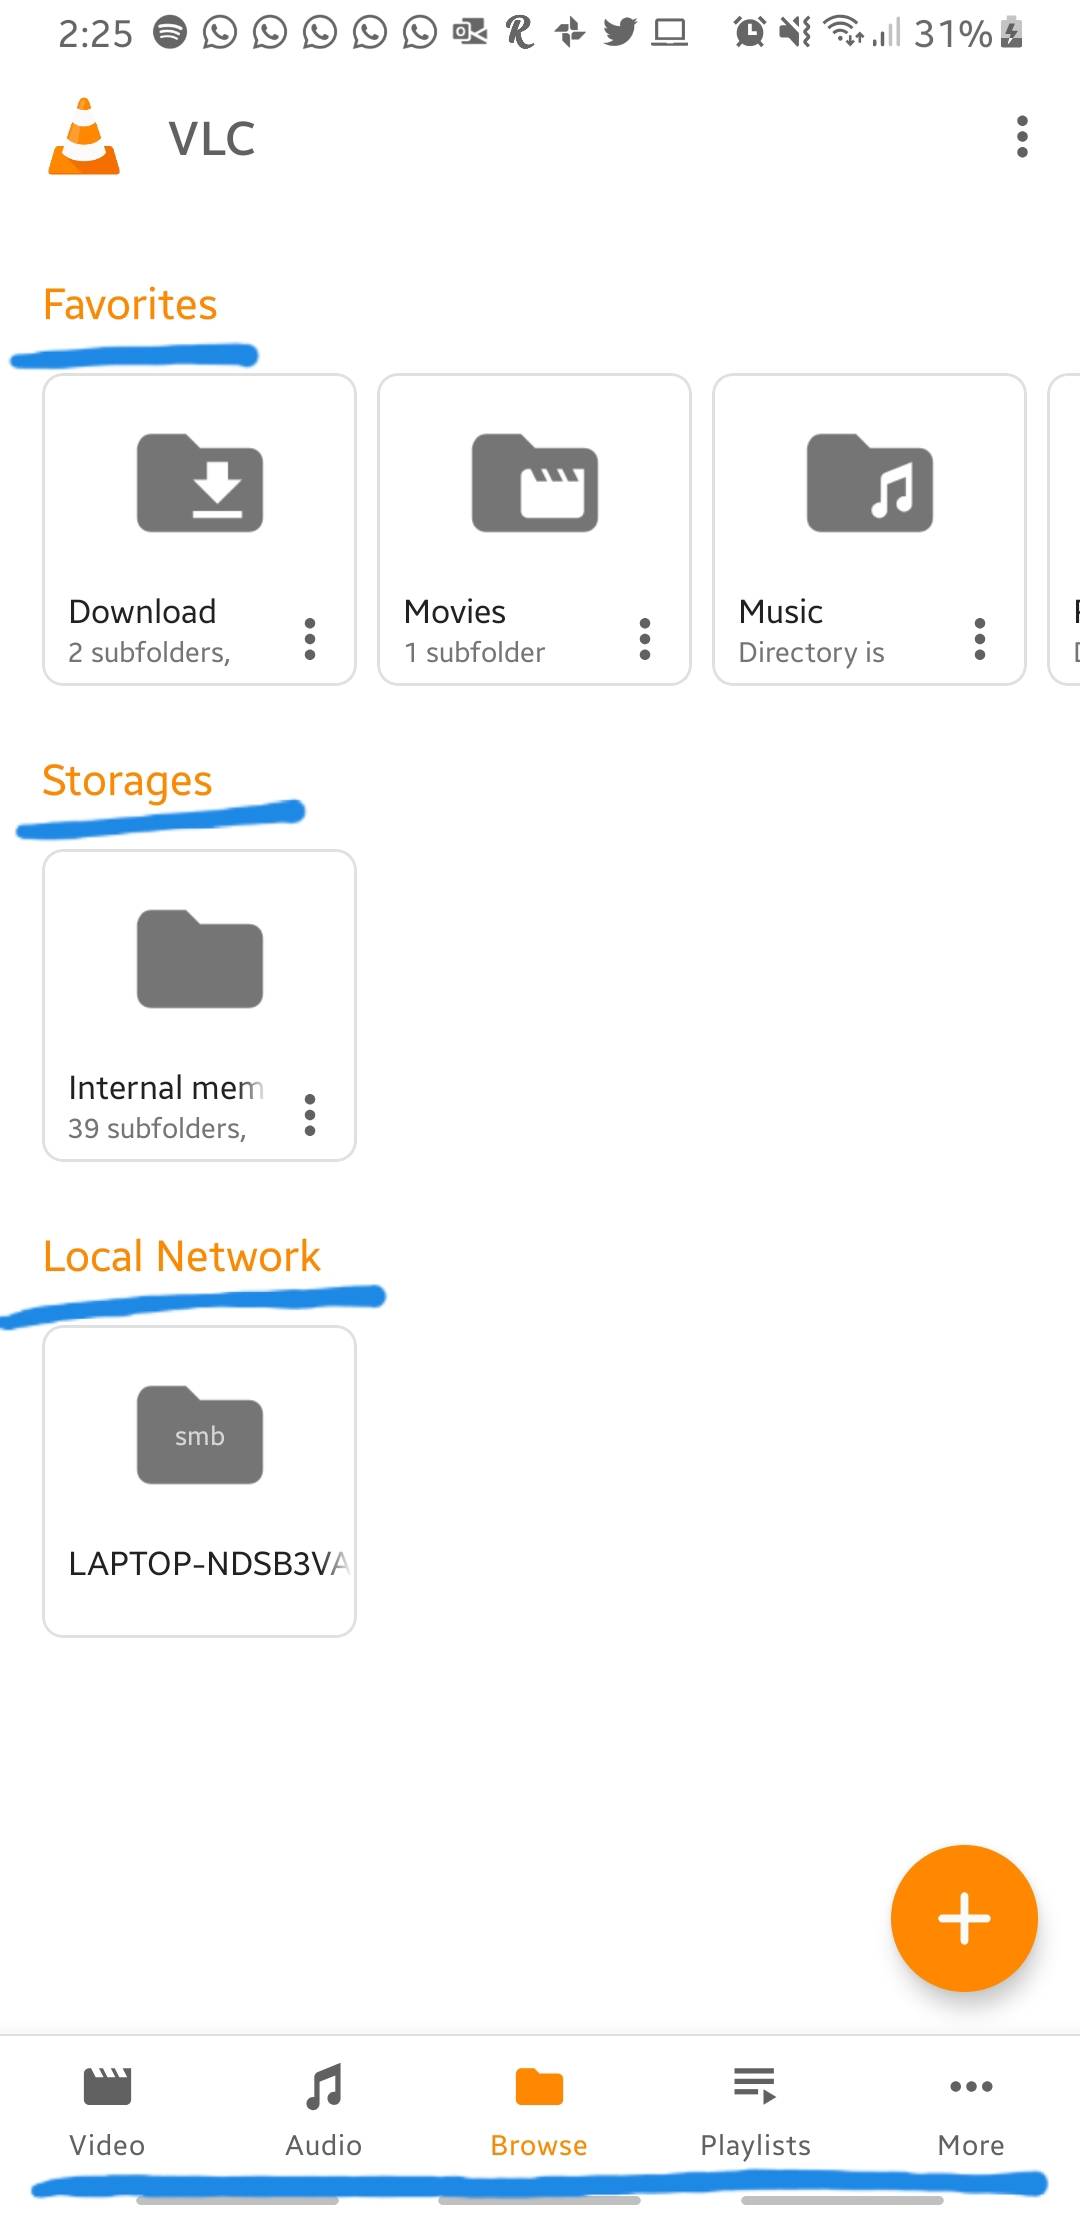 2:25 31%
VLC
Favorites
Download Movies Music
2 subfolders, 1 subfolder Directory is
Storages
Internal mem
39 subfolders,
Local Network
smb
LAPTOP-NDSB3VA
Video Audio Browse Playlists More